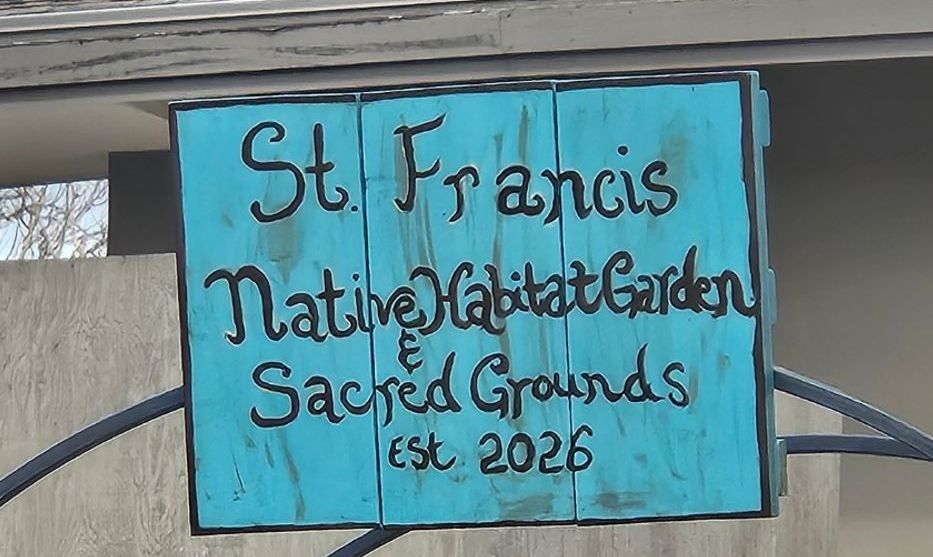 St. Francis
Native Habitat Garden
&
Sacred Grounds
Est 2026